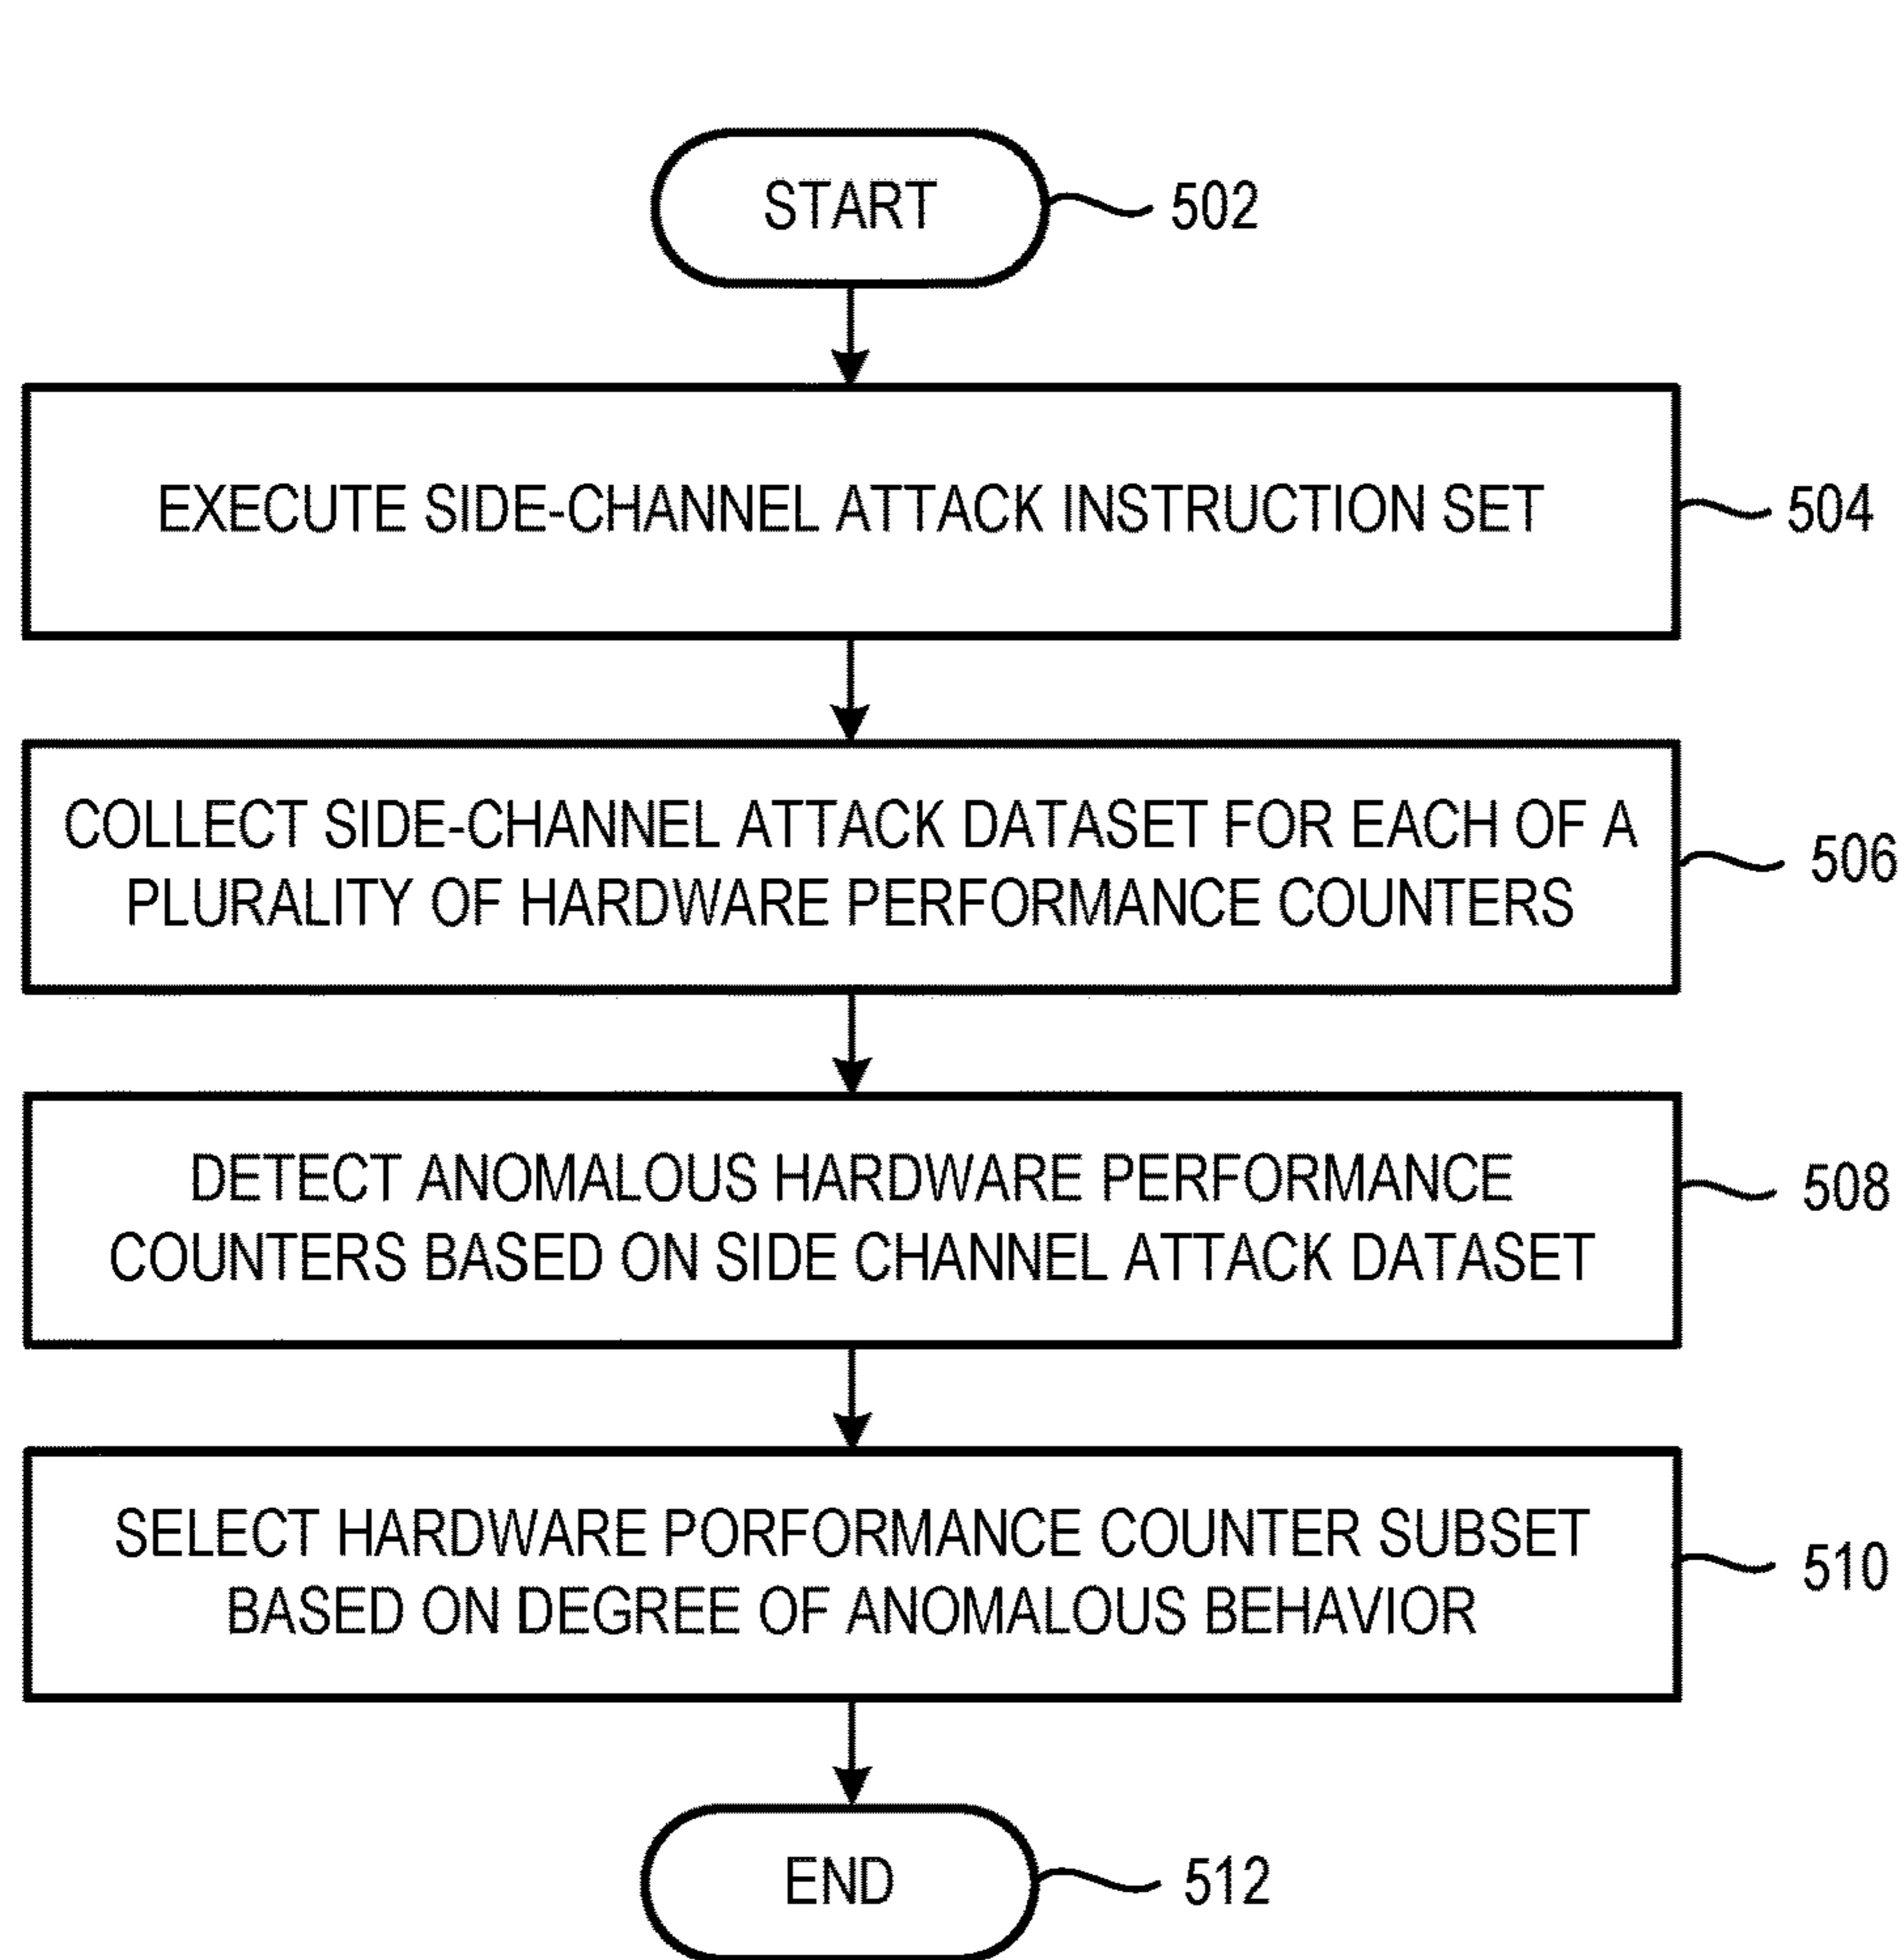 START
502
EXECUTE SIDE-CHANNEL ATTACK INSTRUCTION SET
504
COLLECT SIDE-CHANNEL ATTACK DATASET FOR EACH OF A
PLURALITY OF HARDWARE PERFORMANCE COUNTERS
506
DETECT ANOMALOUS HARDWARE PERFORMANCE
COUNTERS BASED ON SIDE CHANNEL ATTACK DATASET
508
SELECT HARDWARE PORFORMANCE COUNTER SUBSET
BASED ON DEGREE OF ANOMALOUS BEHAVIOR
510
END
512